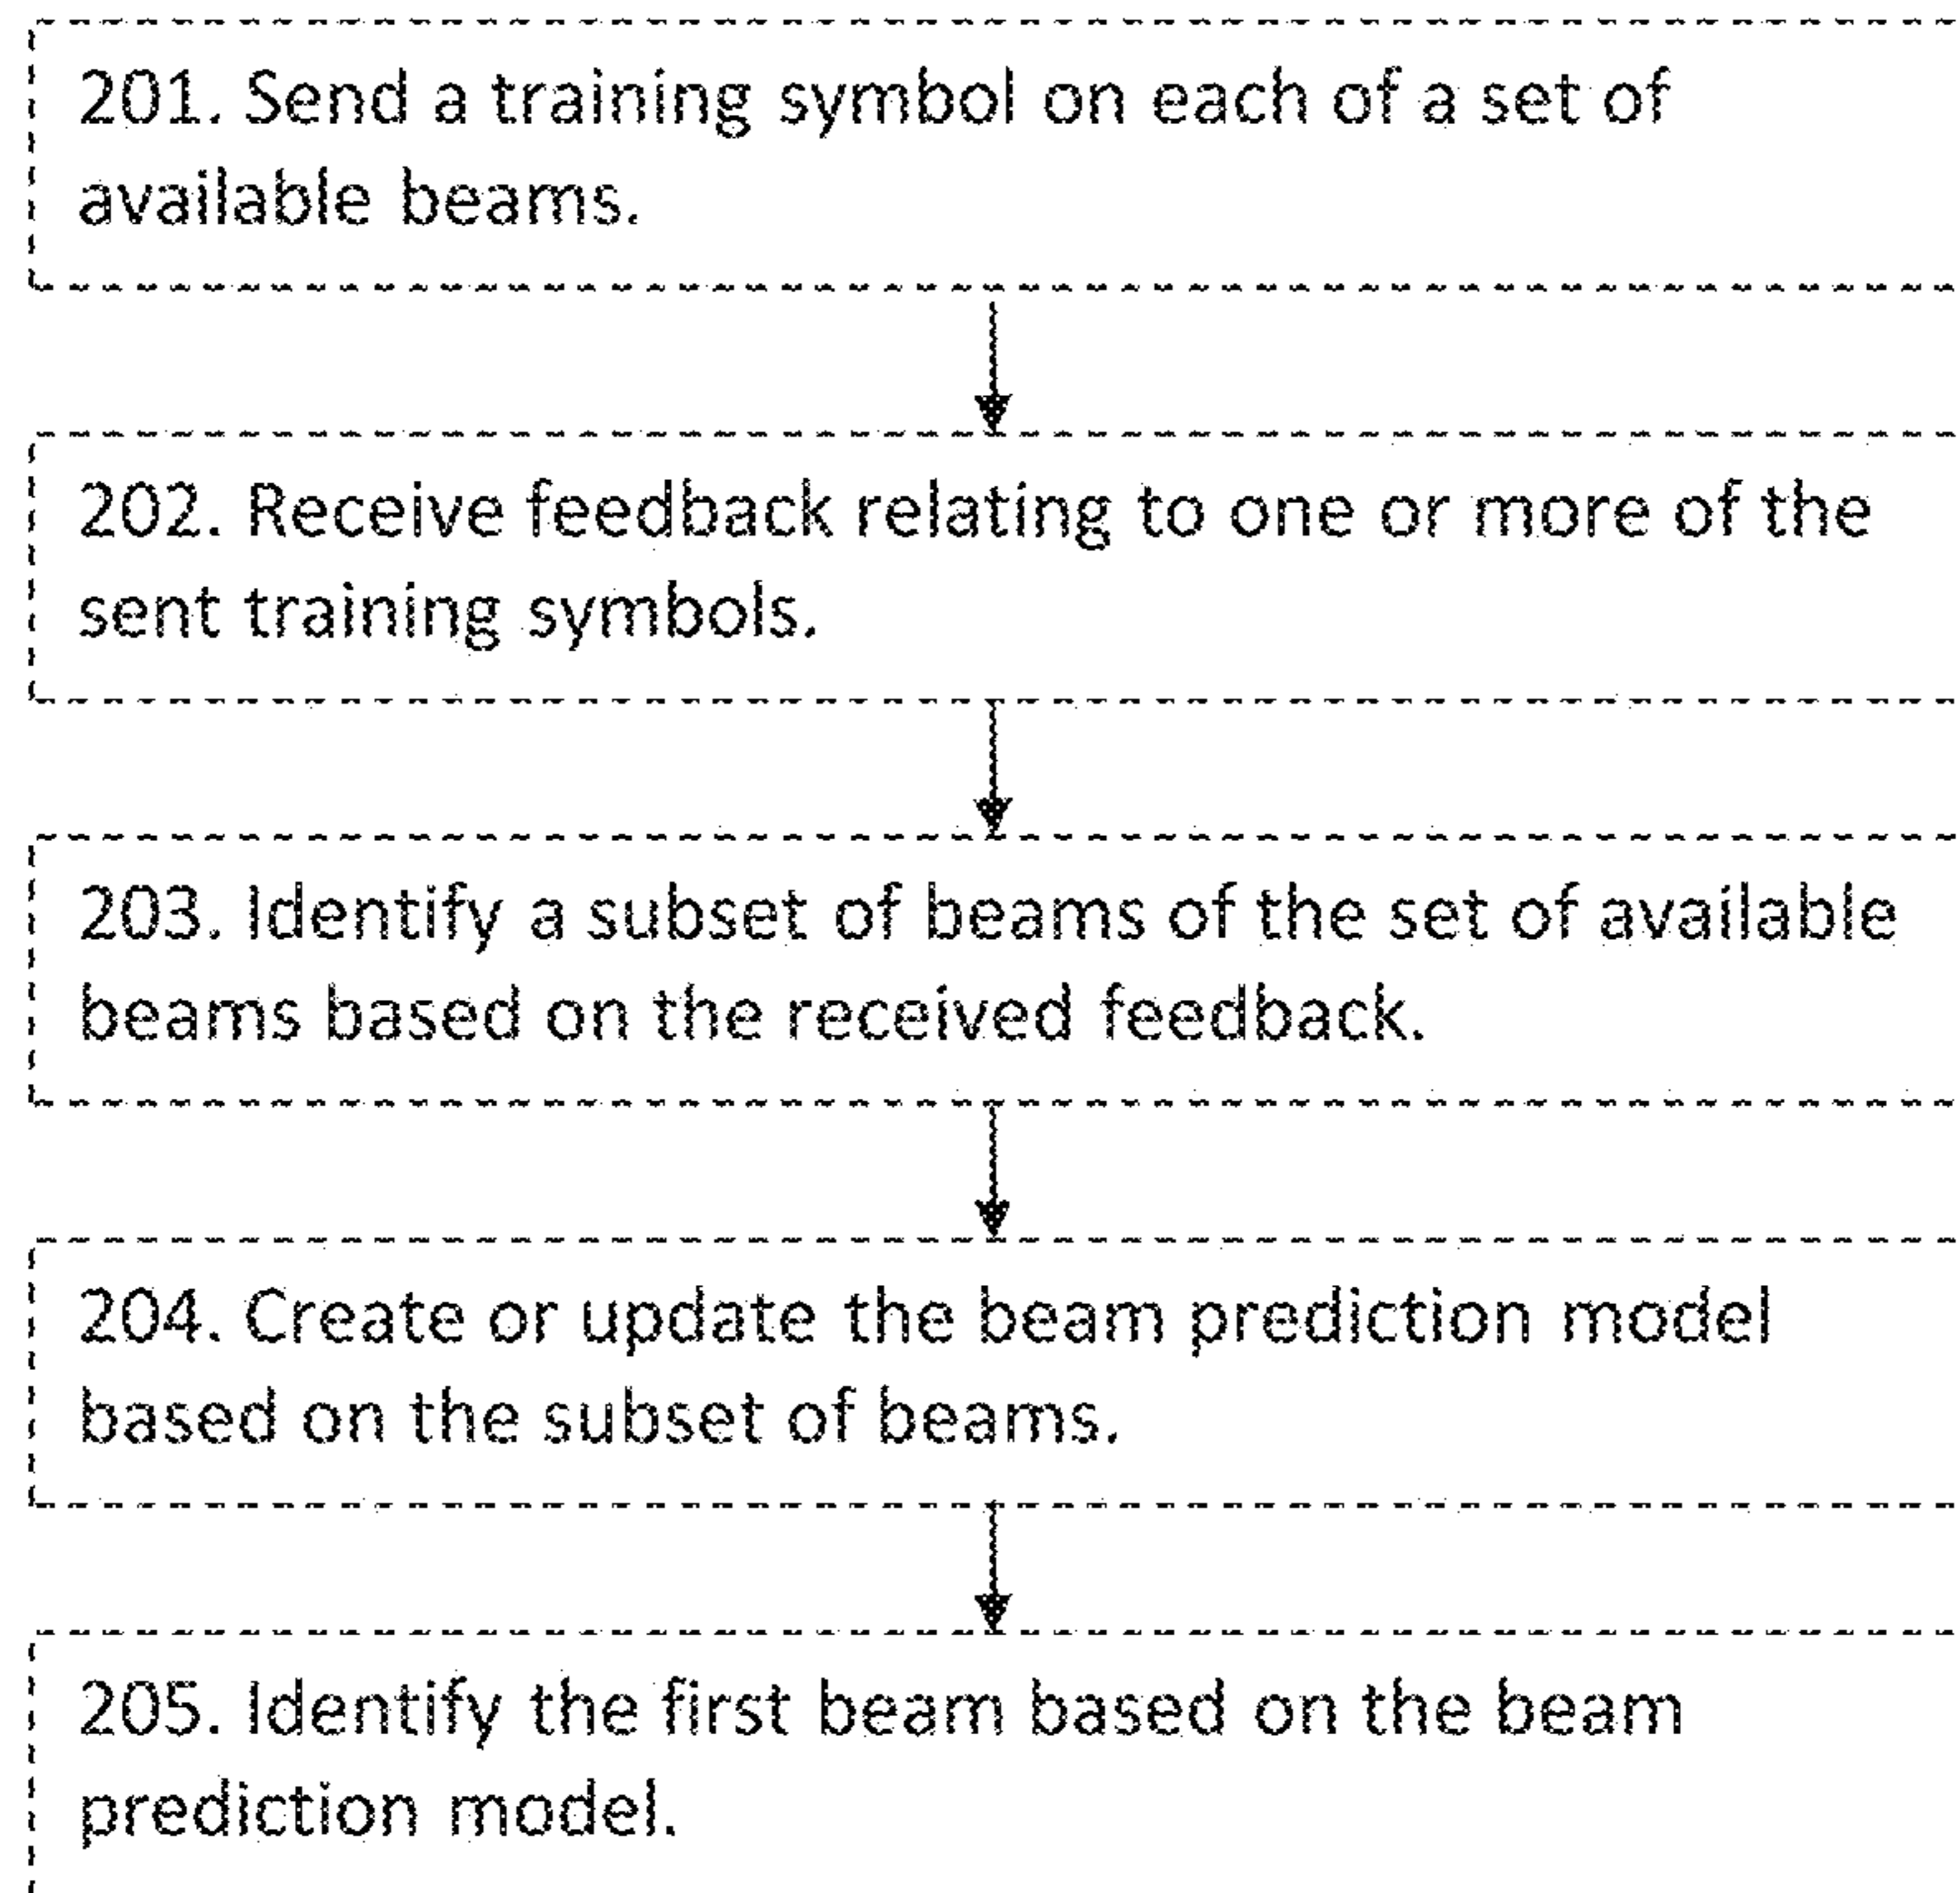 201. Send a training symbol on each of a set of
available beams.
202. Receive feedback relating to one or more of the
sent training symbols.
203. Identify a subset of beams of the set of available
beams based on the received feedback.
204. Create or update the beam prediction model
based on the subset of beams.
205. Identify the first beam based on the beam
prediction model.